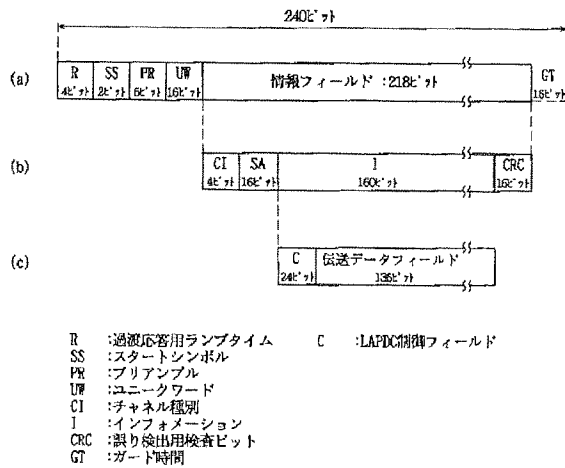 240ビット
(a)
R SS PR UW 情報フィールド:218ビット GT
4ビット 2ビット 6ビット 16ビット 16ビット
(b)
CI SA I CRC
4ビット 16ビット 160ビット 16ビット
(c)
C 伝送データフィールド
24ビット 136ビット
R :過渡応答用ランプタイム C :LAPDC制御フィールド
SS :スタートシンボル
PR :プリアンブル
UW :ユニークワード
CI :チャネル種別
I :インフォメーション
CRC :誤り検出用検査ビット
GT :ガード時間